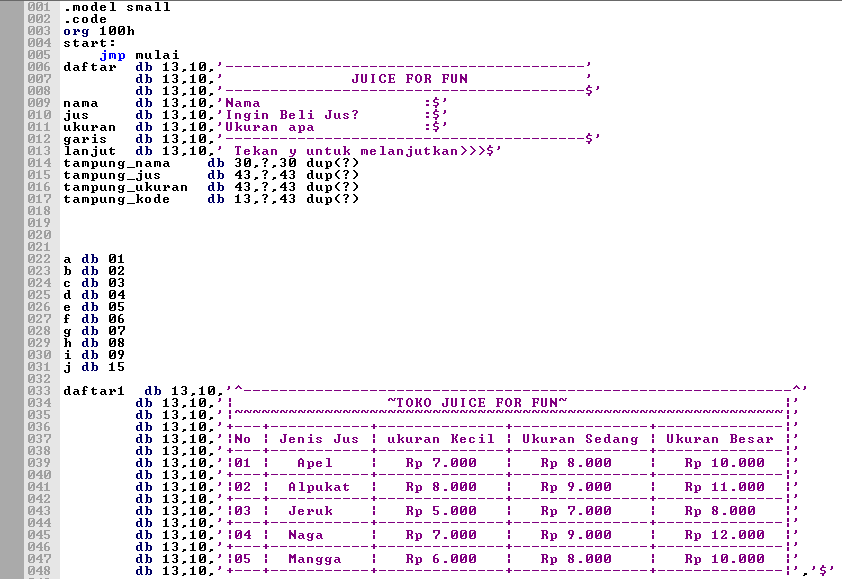 001 .model small
002 .code
003 org 100h
004 start:
005     jmp mulai
006 daftar  db 13,10,'----------------------------------------'
007         db 13,10,'              JUICE FOR FUN             '
008         db 13,10,'----------------------------------------$'
009 nama    db 13,10,'Nama                  :$'
010 jus     db 13,10,'Ingin Beli Jus?       :$'
011 ukuran  db 13,10,'Ukuran apa            :$'
012 garis   db 13,10,'----------------------------------------$'
013 lanjut  db 13,10,' Tekan y untuk melanjutkan>>>$'
014 tampung_nama    db 30,?,30 dup(?)
015 tampung_jus     db 43,?,43 dup(?)
016 tampung_ukuran  db 43,?,43 dup(?)
017 tampung_kode    db 13,?,43 dup(?)
018
019
020
021
022 a db 01
023 b db 02
024 c db 03
025 d db 04
026 e db 05
027 f db 06
028 g db 07
029 h db 08
030 i db 09
031 j db 15
032
033 daftar1  db 13,10,'^-------------------------------------------------------------^'
034         db 13,10,'|                 ~TOKO JUICE FOR FUN~                        |'
035         db 13,10,'|~~~~~~~~~~~~~~~~~~~~~~~~~~~~~~~~~~~~~~~~~~~~~~~~~~~~~~~~~~~~~|'
036         db 13,10,'+---+-----------+---------------+---------------+--------------+'
037         db 13,10,'|No | Jenis Jus | ukuran Kecil | Ukuran Sedang | Ukuran Besar |'
038         db 13,10,'+---+-----------+---------------+---------------+--------------+'
039         db 13,10,'|01 |   Apel    |   Rp 7.000   |   Rp 8.000    |   Rp 10.000  |'
040         db 13,10,'+---+-----------+---------------+---------------+--------------+'
041         db 13,10,'|02 |  Alpukat  |   Rp 8.000   |   Rp 9.000    |   Rp 11.000  |'
042         db 13,10,'+---+-----------+---------------+---------------+--------------+'
043         db 13,10,'|03 |  Jeruk    |   Rp 5.000   |   Rp 7.000    |   Rp 8.000   |'
044         db 13,10,'+---+-----------+---------------+---------------+--------------+'
045         db 13,10,'|04 |  Naga     |   Rp 7.000   |   Rp 9.000    |   Rp 12.000  |'
046         db 13,10,'+---+-----------+---------------+---------------+--------------+'
047         db 13,10,'|05 |  Mangga   |   Rp 6.000   |   Rp 8.000    |   Rp 10.000  |'
048         db 13,10,'+---+-----------+---------------+---------------+--------------+|','$'